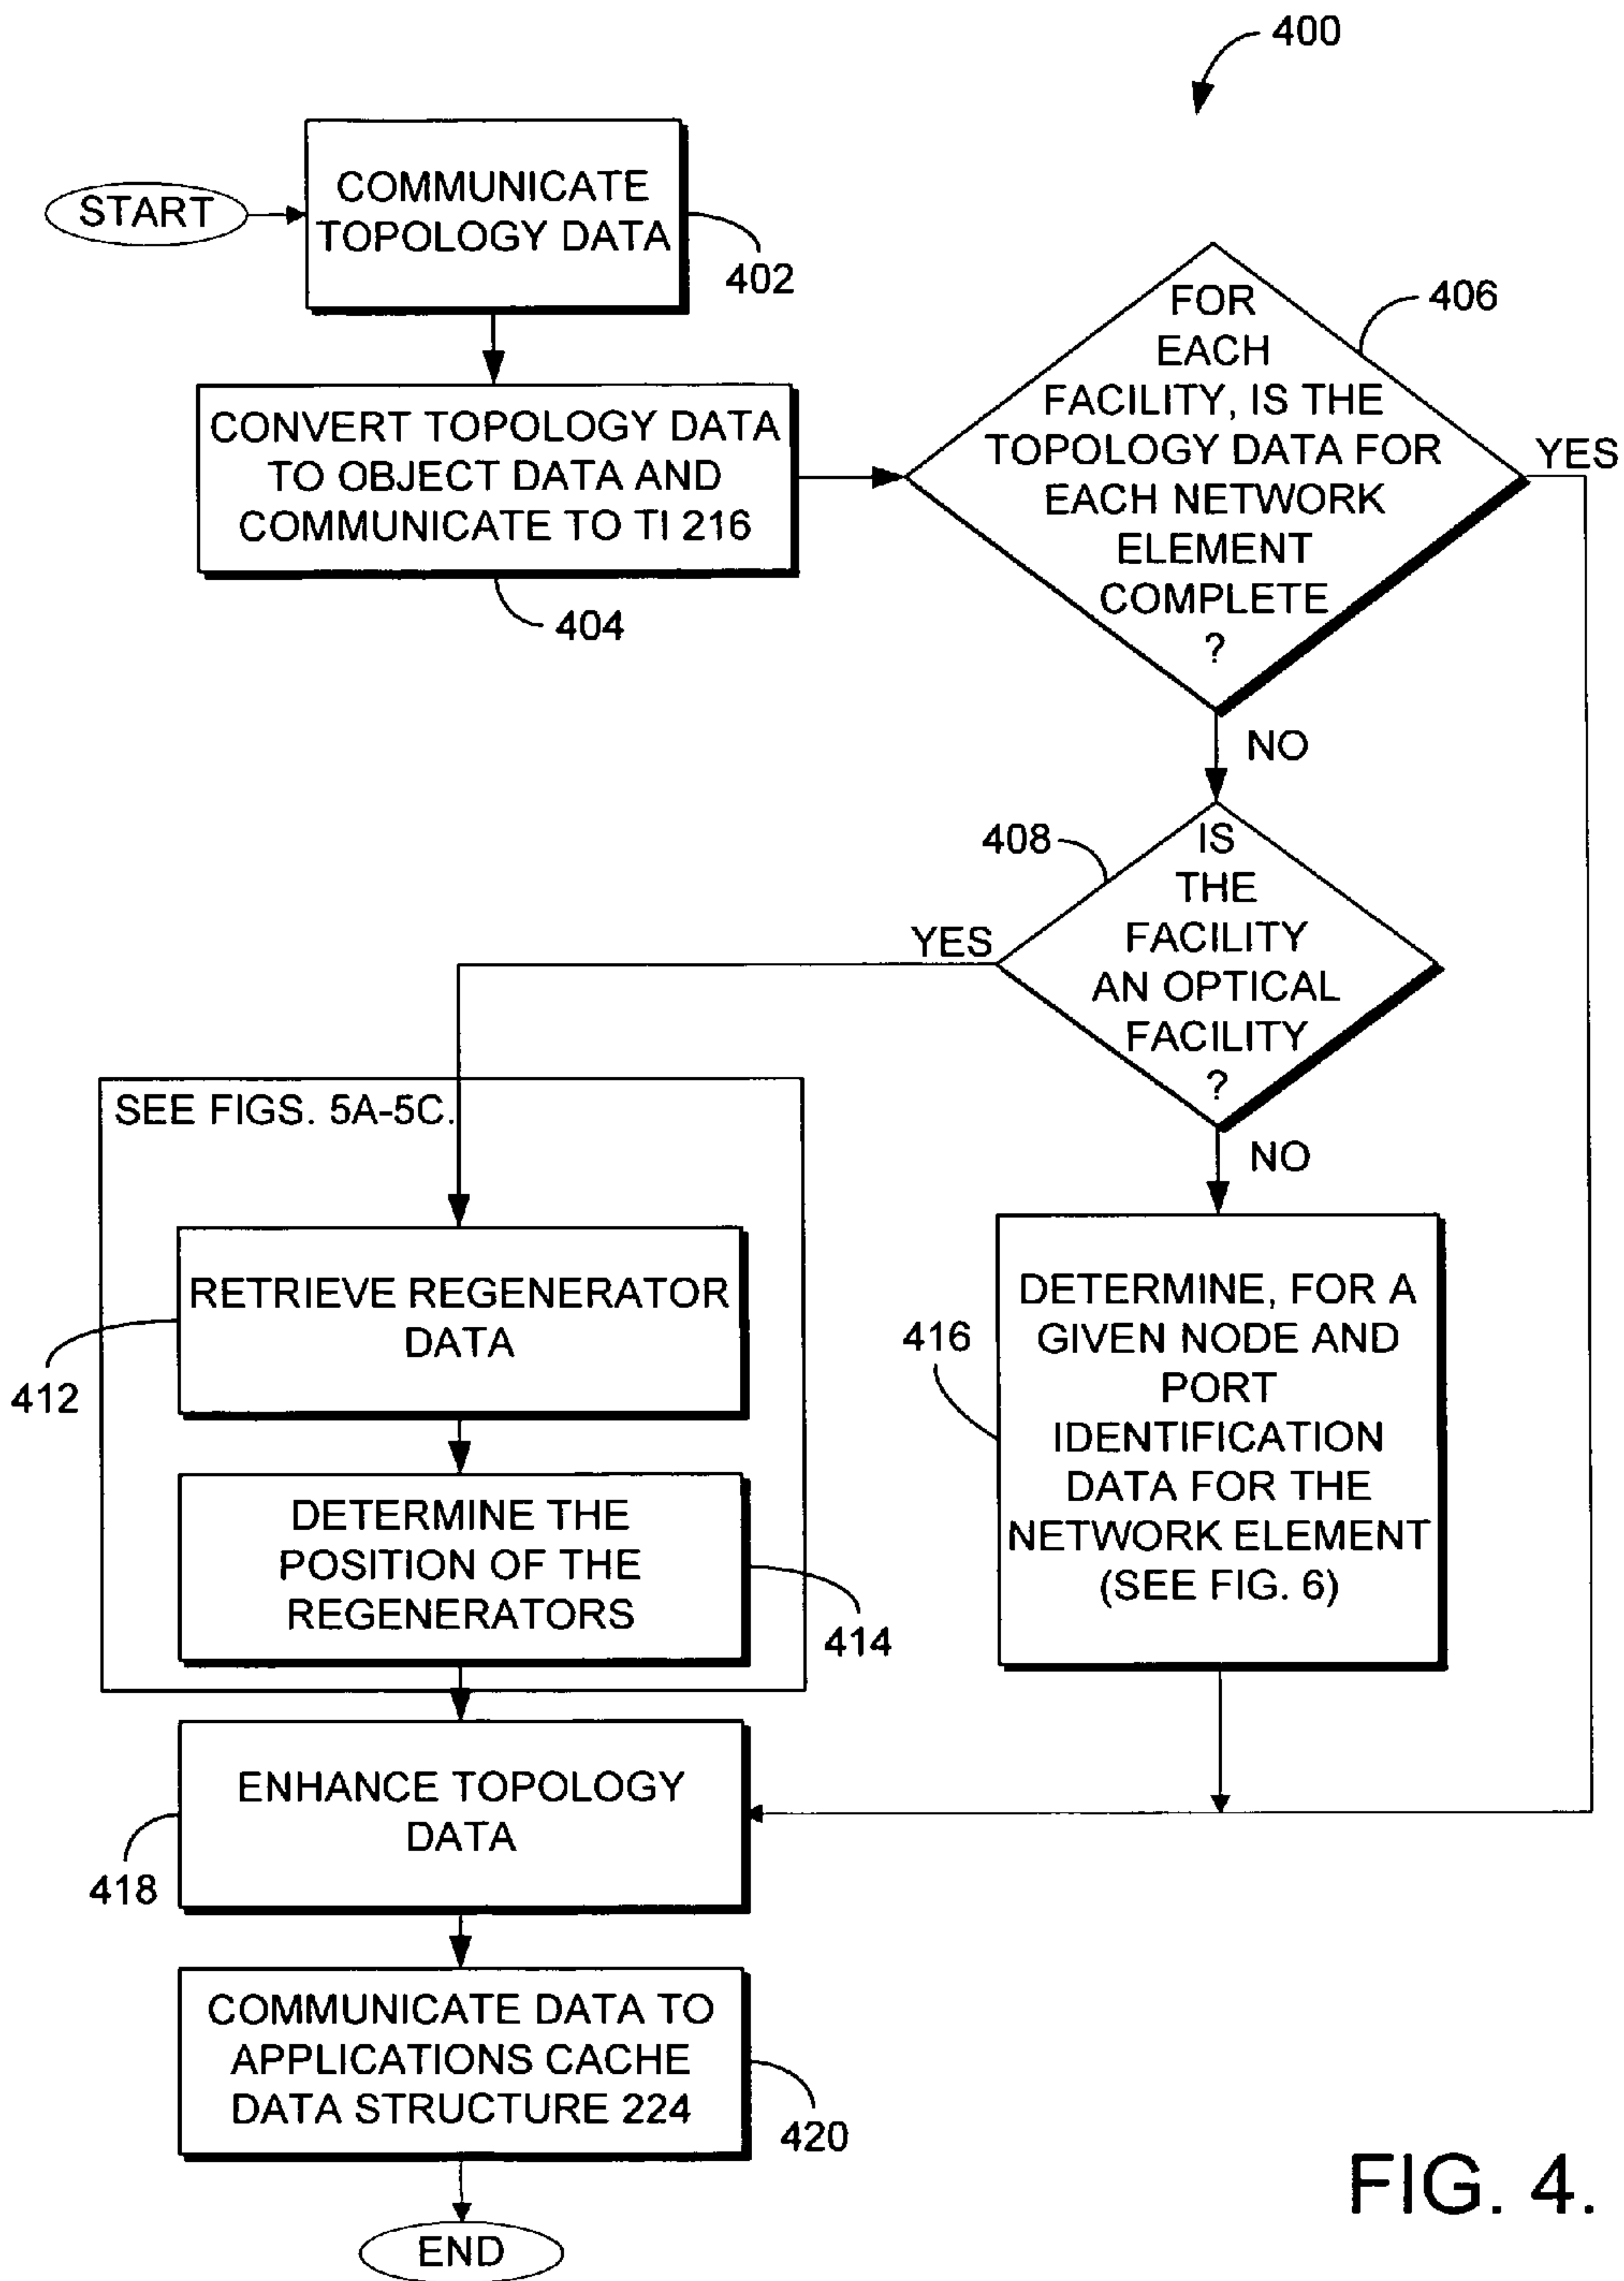 400
START
COMMUNICATE
TOPOLOGY DATA
402
CONVERT TOPOLOGY DATA
TO OBJECT DATA AND
COMMUNICATE TO TI 216
404
FOR
EACH
FACILITY, IS THE
TOPOLOGY DATA FOR
EACH NETWORK
ELEMENT
COMPLETE
?
406
YES
NO
408
IS
THE
FACILITY
AN OPTICAL
FACILITY
?
YES
NO
SEE FIGS. 5A-5C.
RETRIEVE REGENERATOR
DATA
412
DETERMINE THE
POSITION OF THE
REGENERATORS
414
DETERMINE, FOR A
GIVEN NODE AND
PORT
IDENTIFICATION
DATA FOR THE
NETWORK ELEMENT
(SEE FIG. 6)
416
ENHANCE TOPOLOGY
DATA
418
COMMUNICATE DATA TO
APPLICATIONS CACHE
DATA STRUCTURE 224
420
END
FIG. 4.